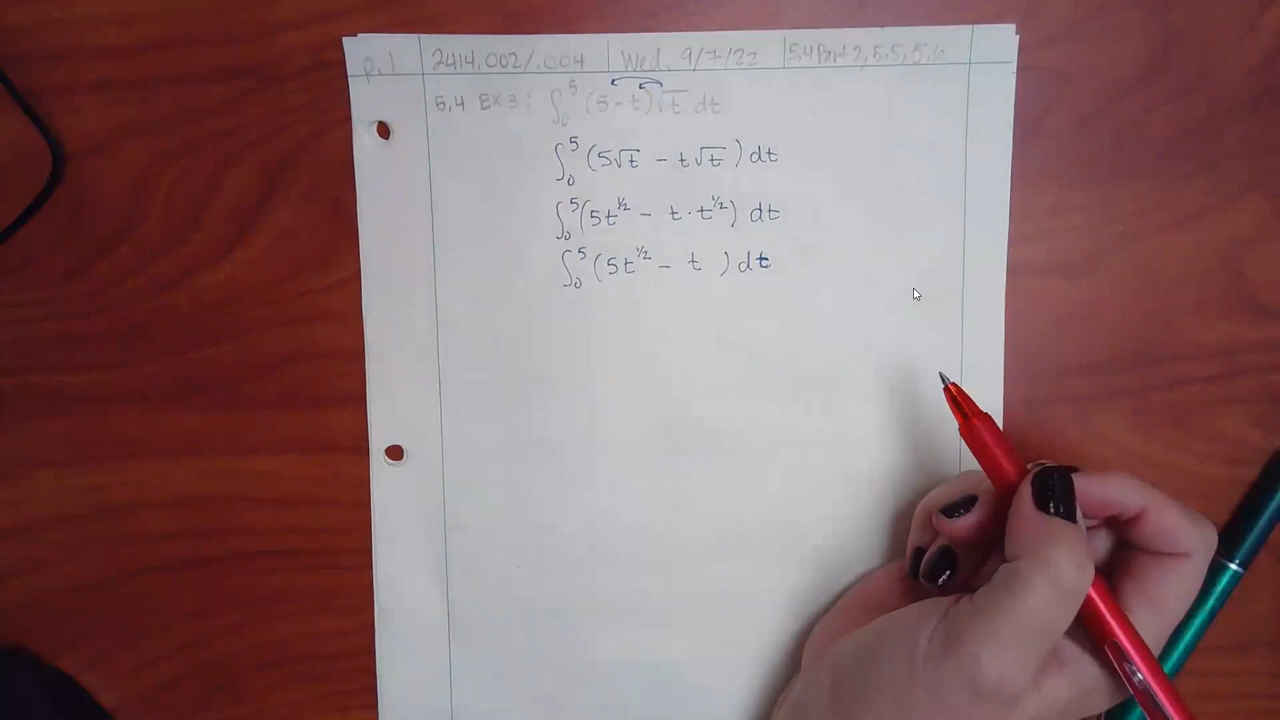 p.1 2414.002/.004 Wed. 9/7/22 5.4 Part 2, 5.5, 5.6
5.4 Ex 3: ∫₀⁵ (5-t)√t dt
∫₀⁵ (5√t - t√t) dt
∫₀⁵ (5t^½ - t · t^½) dt
∫₀⁵ (5t^½ - t ) dt